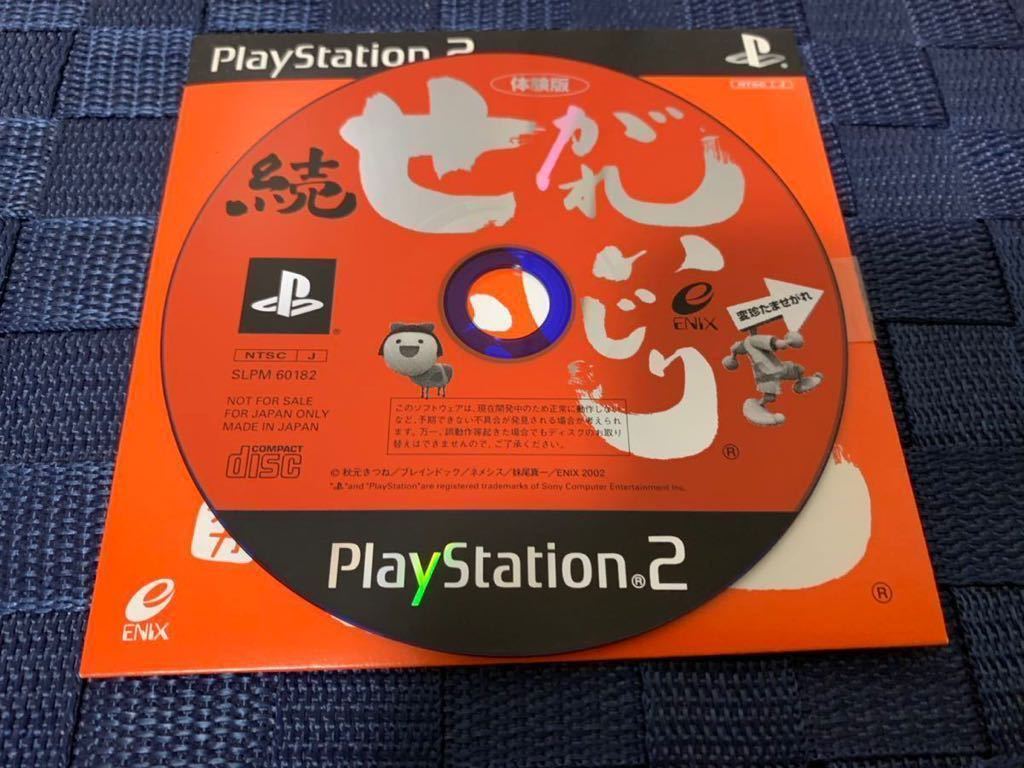 PlayStation 2
NTSC J
体験版
続
せがれいじり
ENIX
変珍たませがれ
NTSC J
SLPM 60182
NOT FOR SALE
FOR JAPAN ONLY
MADE IN JAPAN
COMPACT
disc
このソフトウェアは、現在開発中のため正常に動作しない
など、予期できない不具合が発見される場合が考えられ
ます。万一、誤動作等起きた場合でもディスクのお取り
替えはできませんので、ご了承ください。
®
© 秋元きつね/ブレインドック/ネメシス/妹尾真一/ENIX 2002
" "and "PlayStation"are registered trademarks of Sony Computer Entertainment Inc.
PlayStation®2
ENIX
®